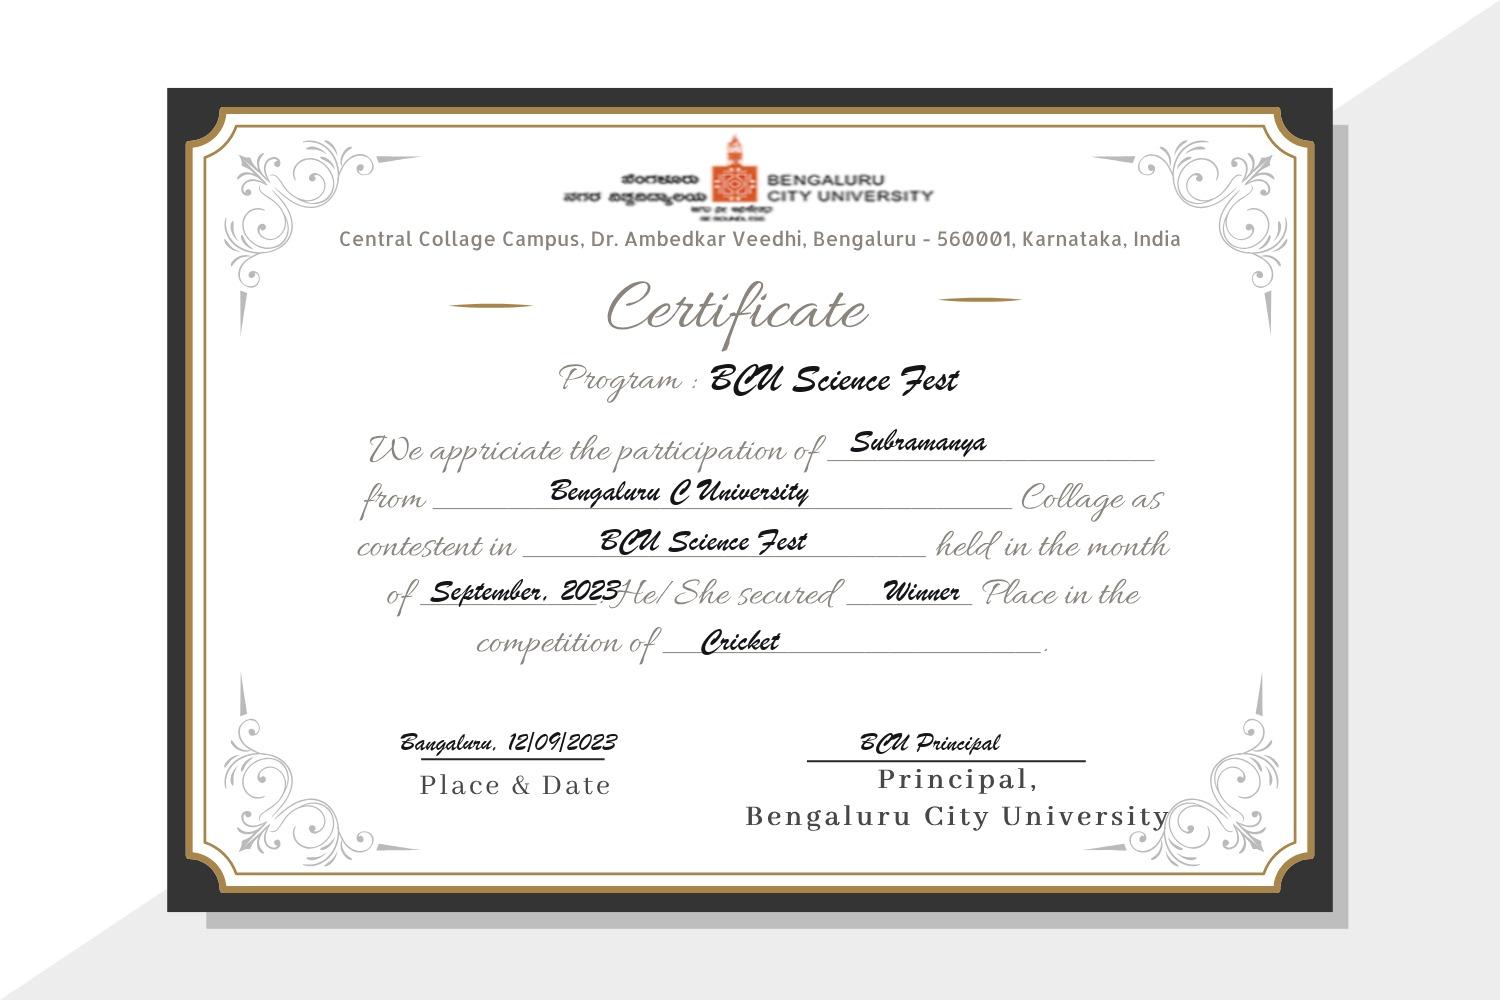 ಬೆಂಗಳೂರು
ನಗರ ವಿಶ್ವವಿದ್ಯಾಲಯ
BENGALURU
CITY UNIVERSITY
Central Collage Campus, Dr. Ambedkar Veedhi, Bengaluru - 560001, Karnataka, India
Certificate
Program : BCU Science Fest
We appriciate the participation of Subramanya
from Bengaluru C University Collage as
contestent in BCU Science Fest held in the month
of September, 2023. He/She secured Winner Place in the
competition of Cricket.
Bangaluru, 12/09/2023
Place & Date
BCU Principal
Principal,
Bengaluru City University